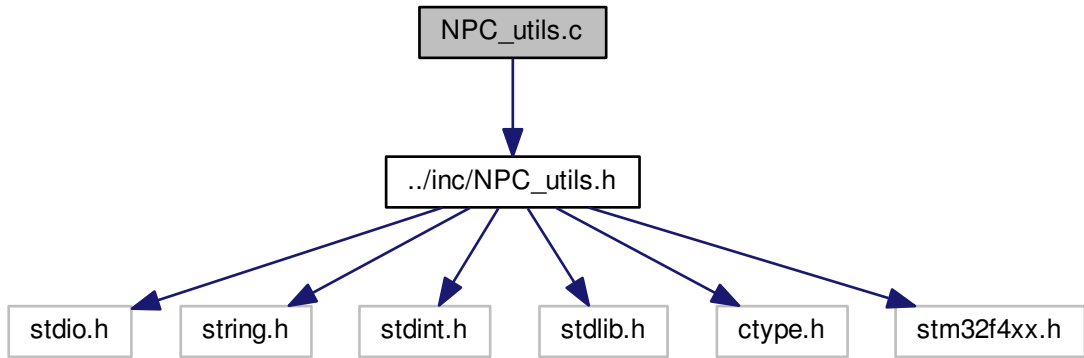 NPC_utils.c
../inc/NPC_utils.h
stdio.h
string.h
stdint.h
stdlib.h
ctype.h
stm32f4xx.h